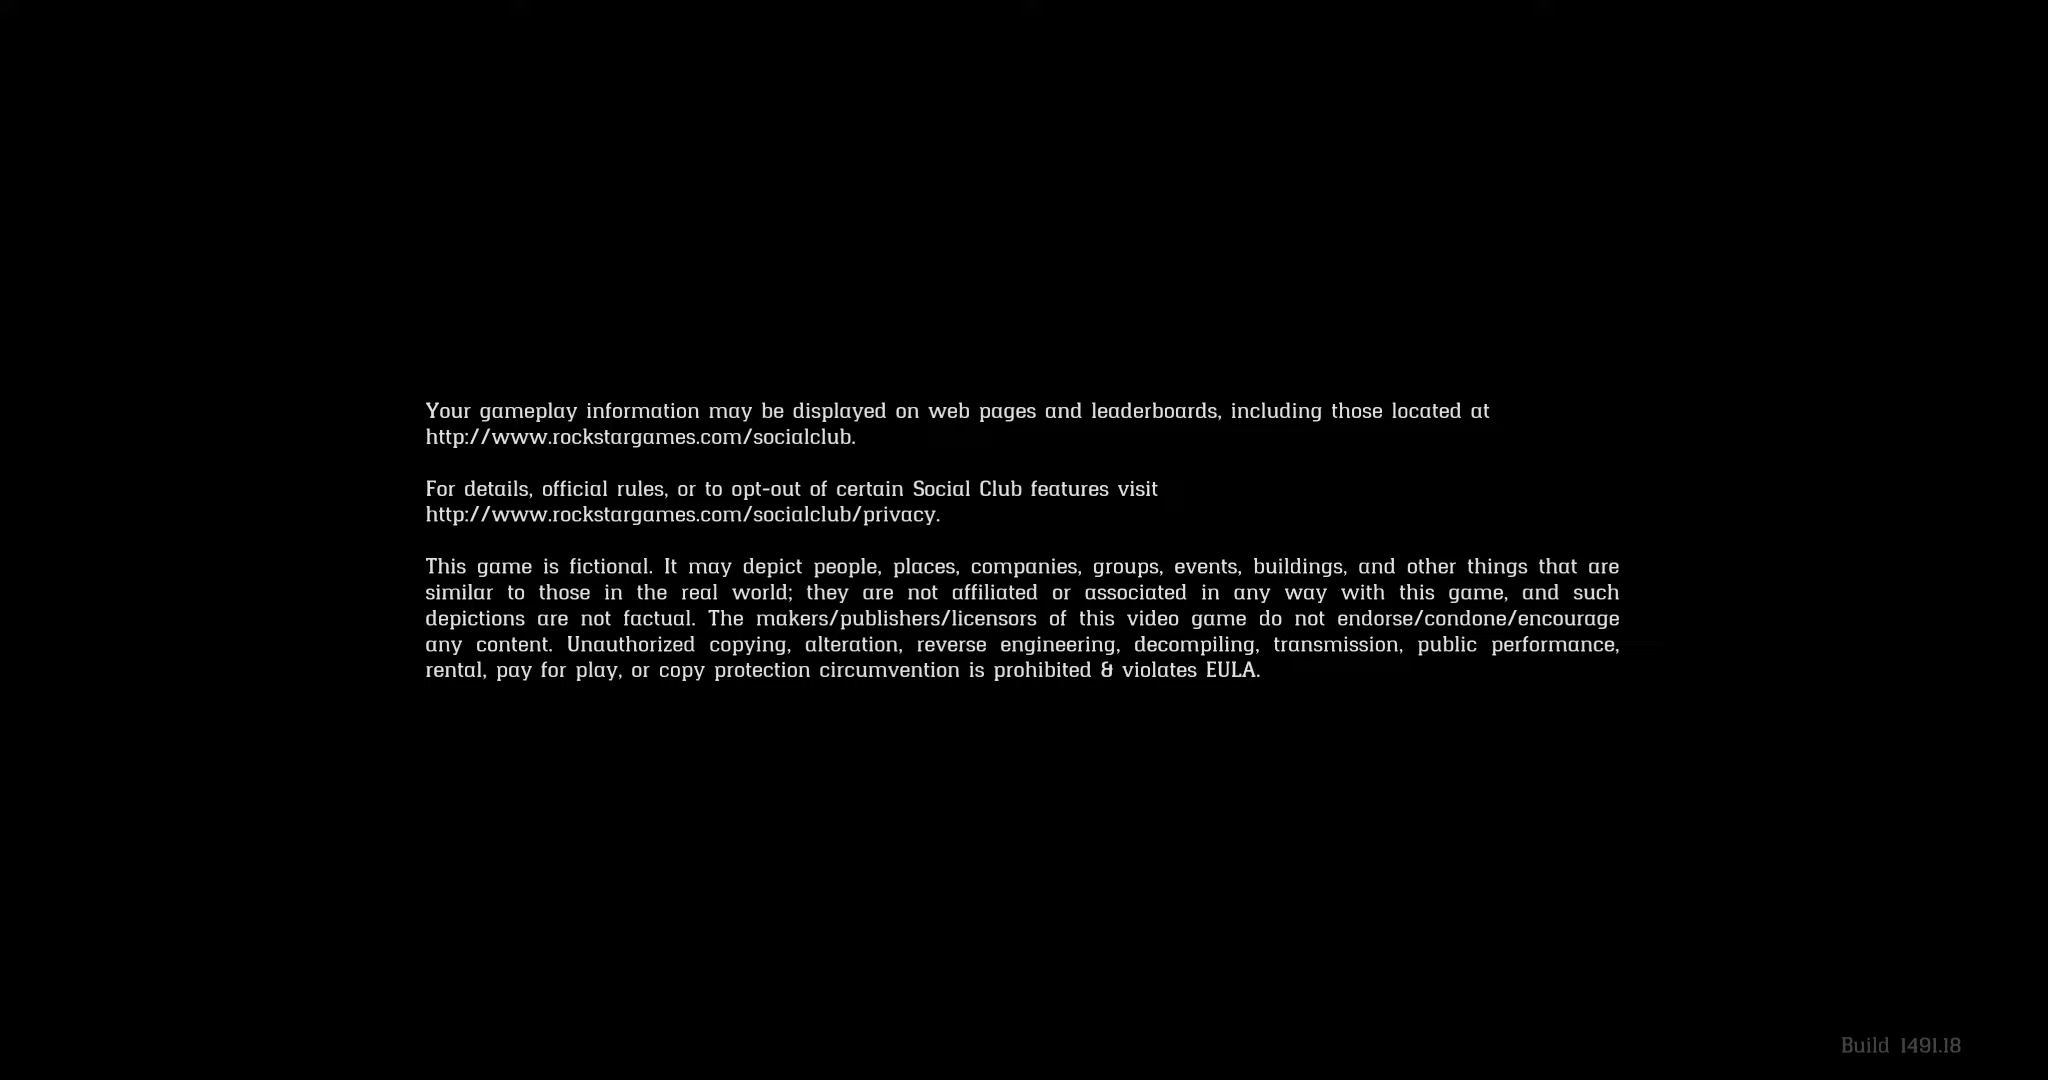 Your gameplay information may be displayed on web pages and leaderboards, including those located at
http://www.rockstargames.com/socialclub.
For details, official rules, or to opt-out of certain Social Club features visit
http://www.rockstargames.com/socialclub/privacy.
This game is fictional. It may depict people, places, companies, groups, events, buildings, and other things that are
similar to those in the real world; they are not affiliated or associated in any way with this game, and such
depictions are not factual. The makers/publishers/licensors of this video game do not endorse/condone/encourage
any content. Unauthorized copying, alteration, reverse engineering, decompiling, transmission, public performance,
rental, pay for play, or copy protection circumvention is prohibited & violates EULA.
Build 1491.18